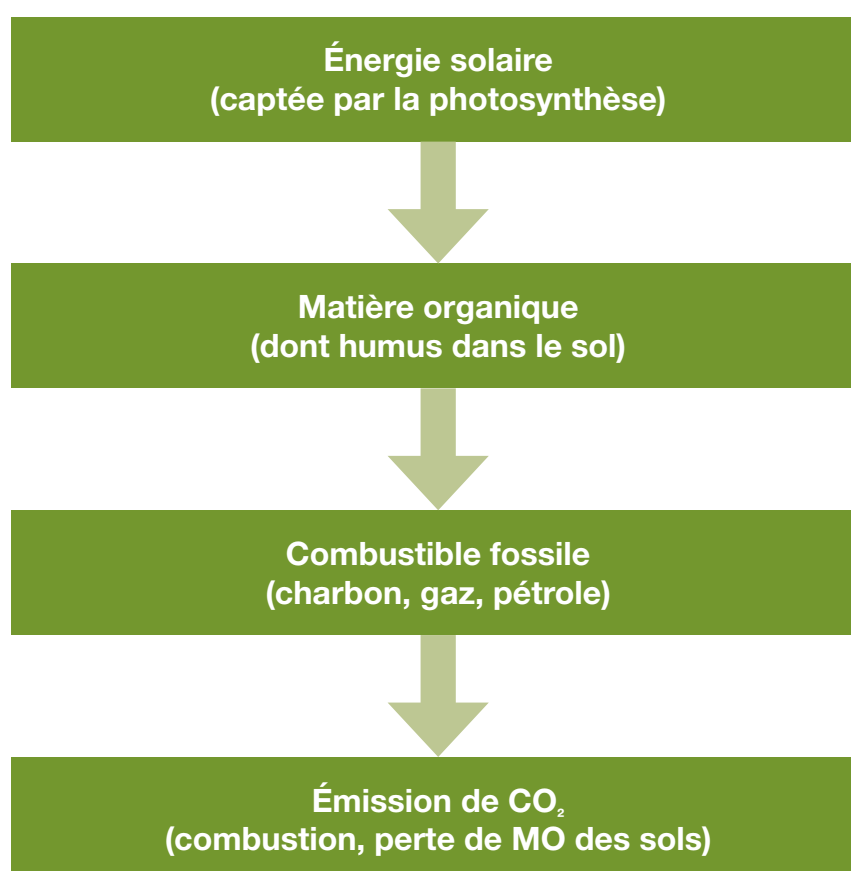 Énergie solaire
(captée par la photosynthèse)
Matière organique
(dont humus dans le sol)
Combustible fossile
(charbon, gaz, pétrole)
Émission de CO₂
(combustion, perte de MO des sols)